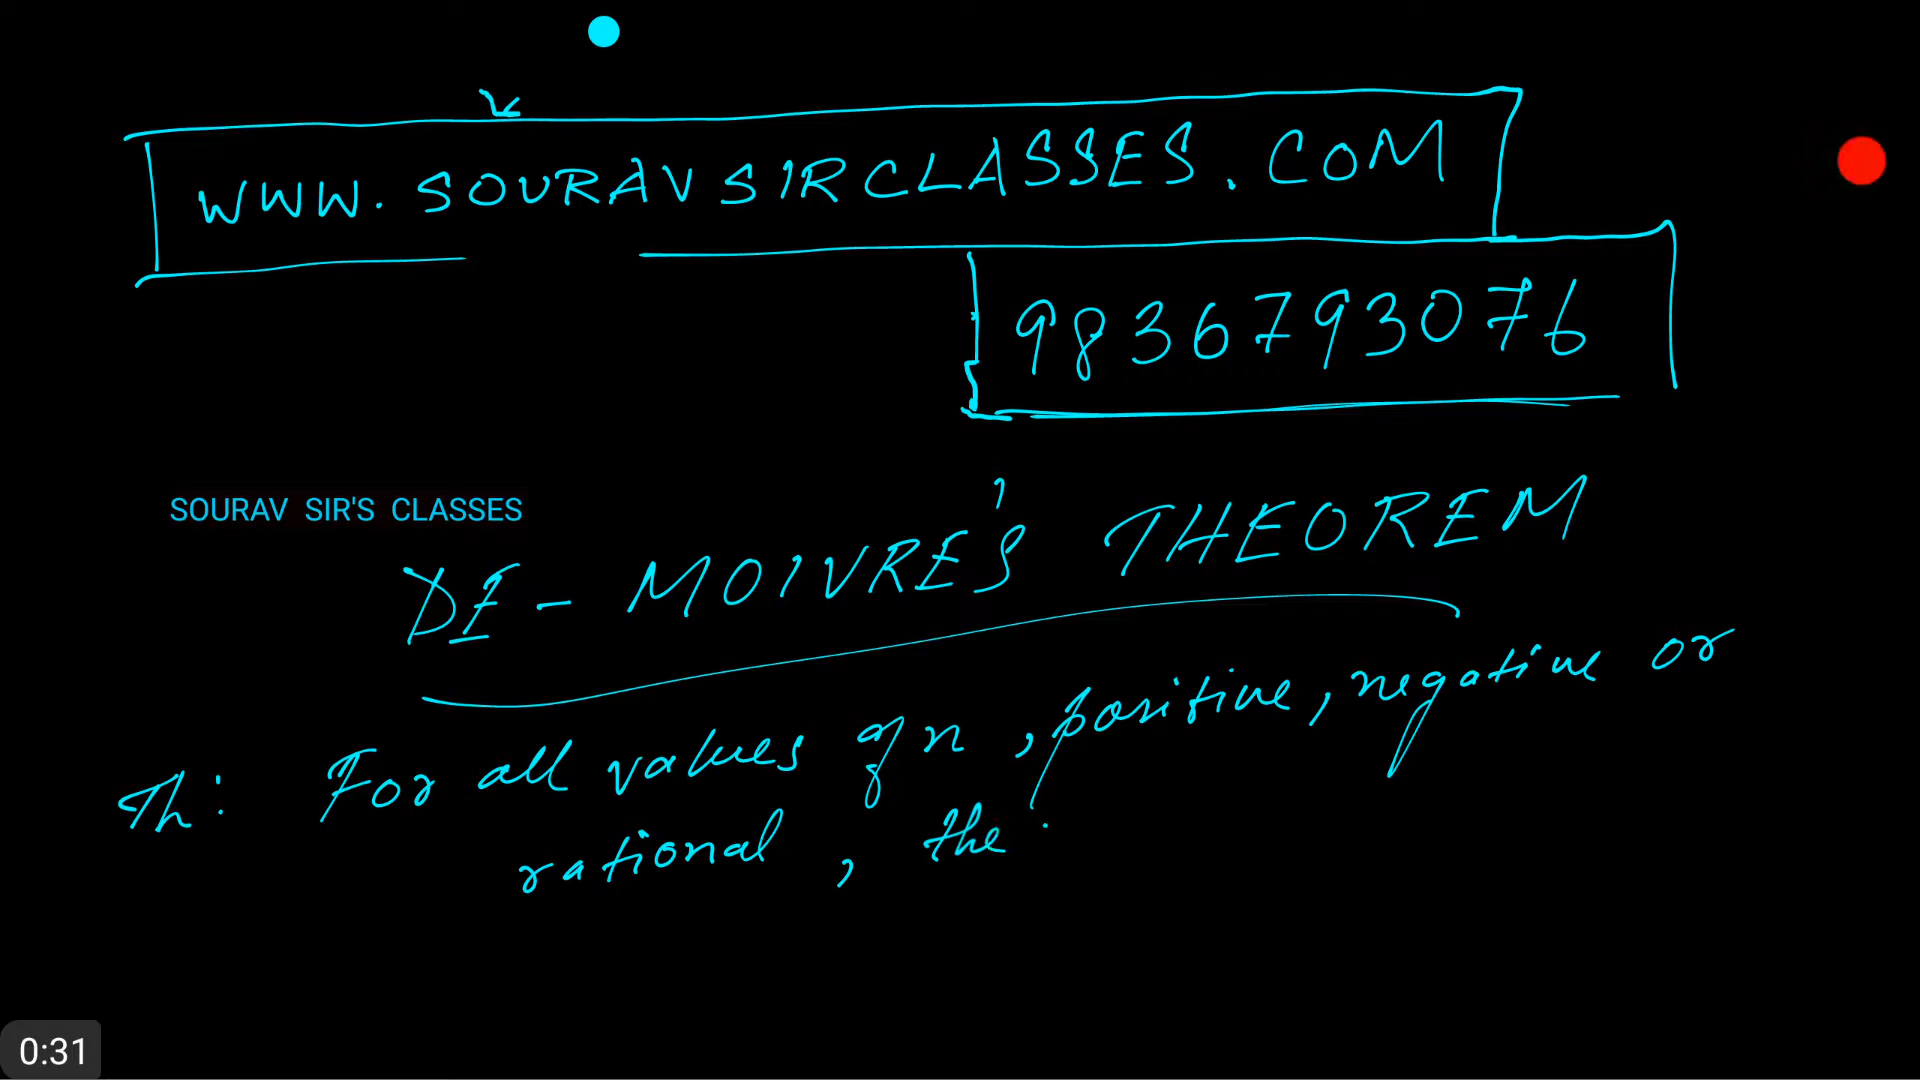 WWW.SOURAVSIRCLASSES.COM
9836793076
SOURAV SIR'S CLASSES
DE-MOIVRE'S THEOREM
Th: For all values of n, positive, negative or
rational, the
0:31